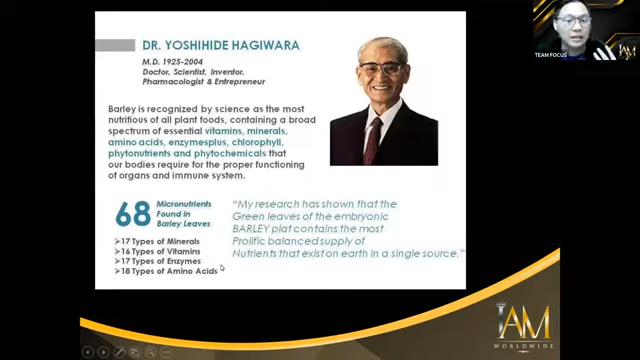 DR. YOSHIHIDE HAGIWARA
M.D. 1925-2004
Doctor, Scientist, Inventor,
Pharmacologist & Entrepreneur
Barley is recognized by science as the most
nutritious of all plant foods, containing a broad
spectrum of essential vitamins, minerals,
amino acids, enzymesplus, chlorophyll,
phytonutrients and phytochemicals that
our bodies require for the proper functioning
of organs and immune system.
68
Micronutrients
Found in
Barley Leaves
➢17 Types of Minerals
➢16 Types of Vitamins
➢17 Types of Enzymes
➢18 Types of Amino Acids
"My research has shown that the
Green leaves of the embryonic
BARLEY plat contains the most
Prolific balanced supply of
Nutrients that exist on earth in a single source."
TEAM FOCUS
IAM
IAM
WORLDWIDE